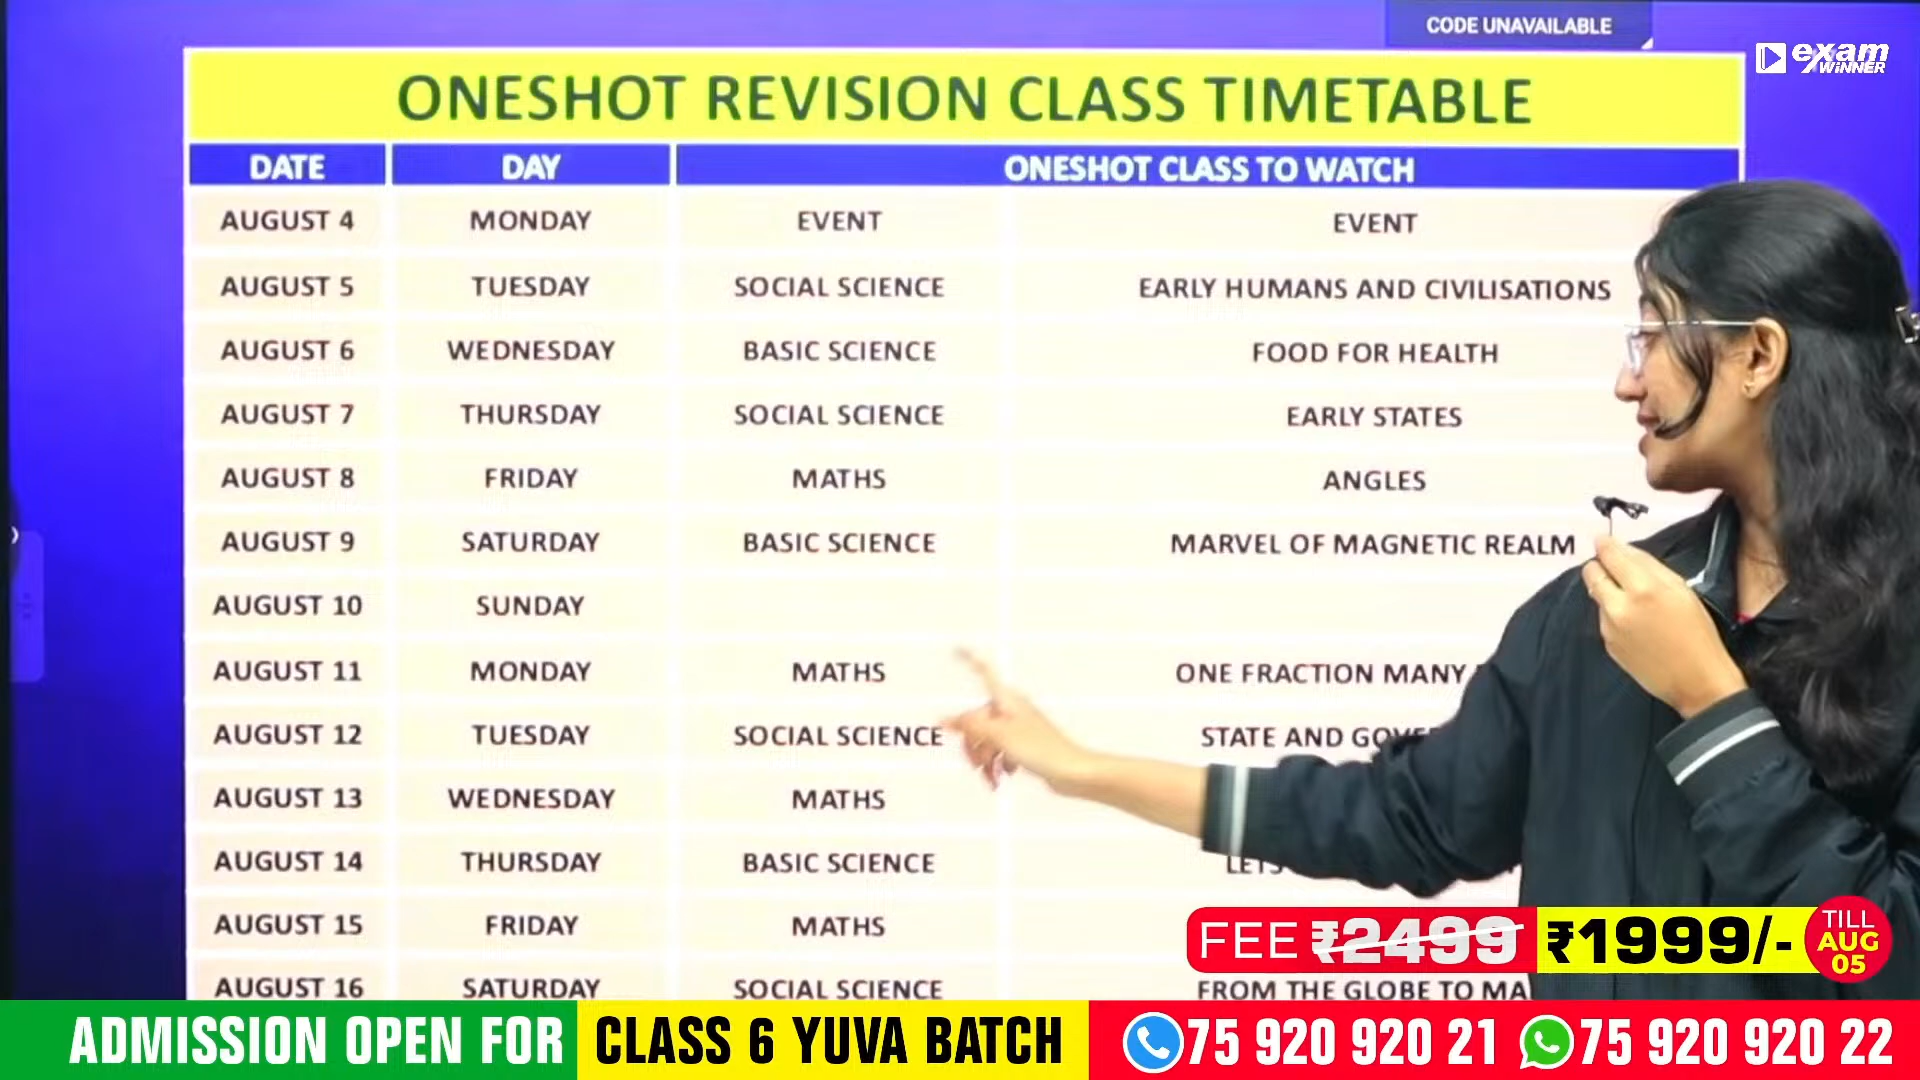 CODE UNAVAILABLE
exam WINNER
ONESHOT REVISION CLASS TIMETABLE
DATE DAY ONESHOT CLASS TO WATCH
AUGUST 4 MONDAY EVENT EVENT
AUGUST 5 TUESDAY SOCIAL SCIENCE EARLY HUMANS AND CIVILISATIONS
AUGUST 6 WEDNESDAY BASIC SCIENCE FOOD FOR HEALTH
AUGUST 7 THURSDAY SOCIAL SCIENCE EARLY STATES
AUGUST 8 FRIDAY MATHS ANGLES
AUGUST 9 SATURDAY BASIC SCIENCE MARVEL OF MAGNETIC REALM
AUGUST 10 SUNDAY
AUGUST 11 MONDAY MATHS ONE FRACTION MANY
AUGUST 12 TUESDAY SOCIAL SCIENCE STATE AND
AUGUST 13 WEDNESDAY MATHS
AUGUST 14 THURSDAY BASIC SCIENCE
AUGUST 15 FRIDAY MATHS
AUGUST 16 SATURDAY SOCIAL SCIENCE FROM THE GLOBE TO
FEE ₹2499 ₹1999/- TILL AUG 05
ADMISSION OPEN FOR CLASS 6 YUVA BATCH 75 920 920 21 75 920 920 22